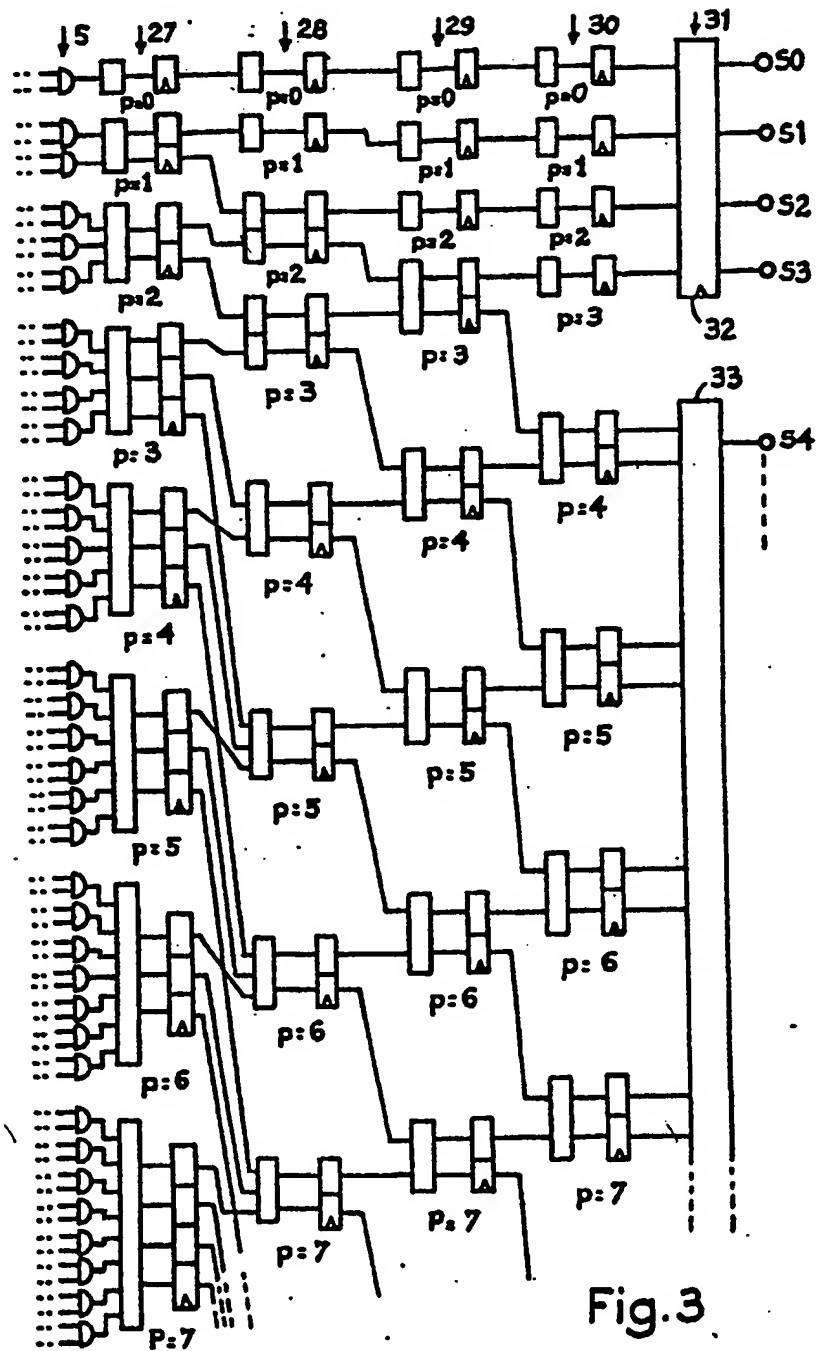 5 27 28 29 30 31
S0
p=0 p=0 p=0 p=0
S1
p=1 p=1 p=1 p=1
S2
p=2 p=2 p=2 p=2
S3
p=3 p=3 p=3 p=3
32
33
S4
p=4 p=4 p=4 p=4
p=5 p=5 p=5 p=5
p=6 p=6 p=6 p=6
P=7 p=7 P=7 p=7
Fig.3